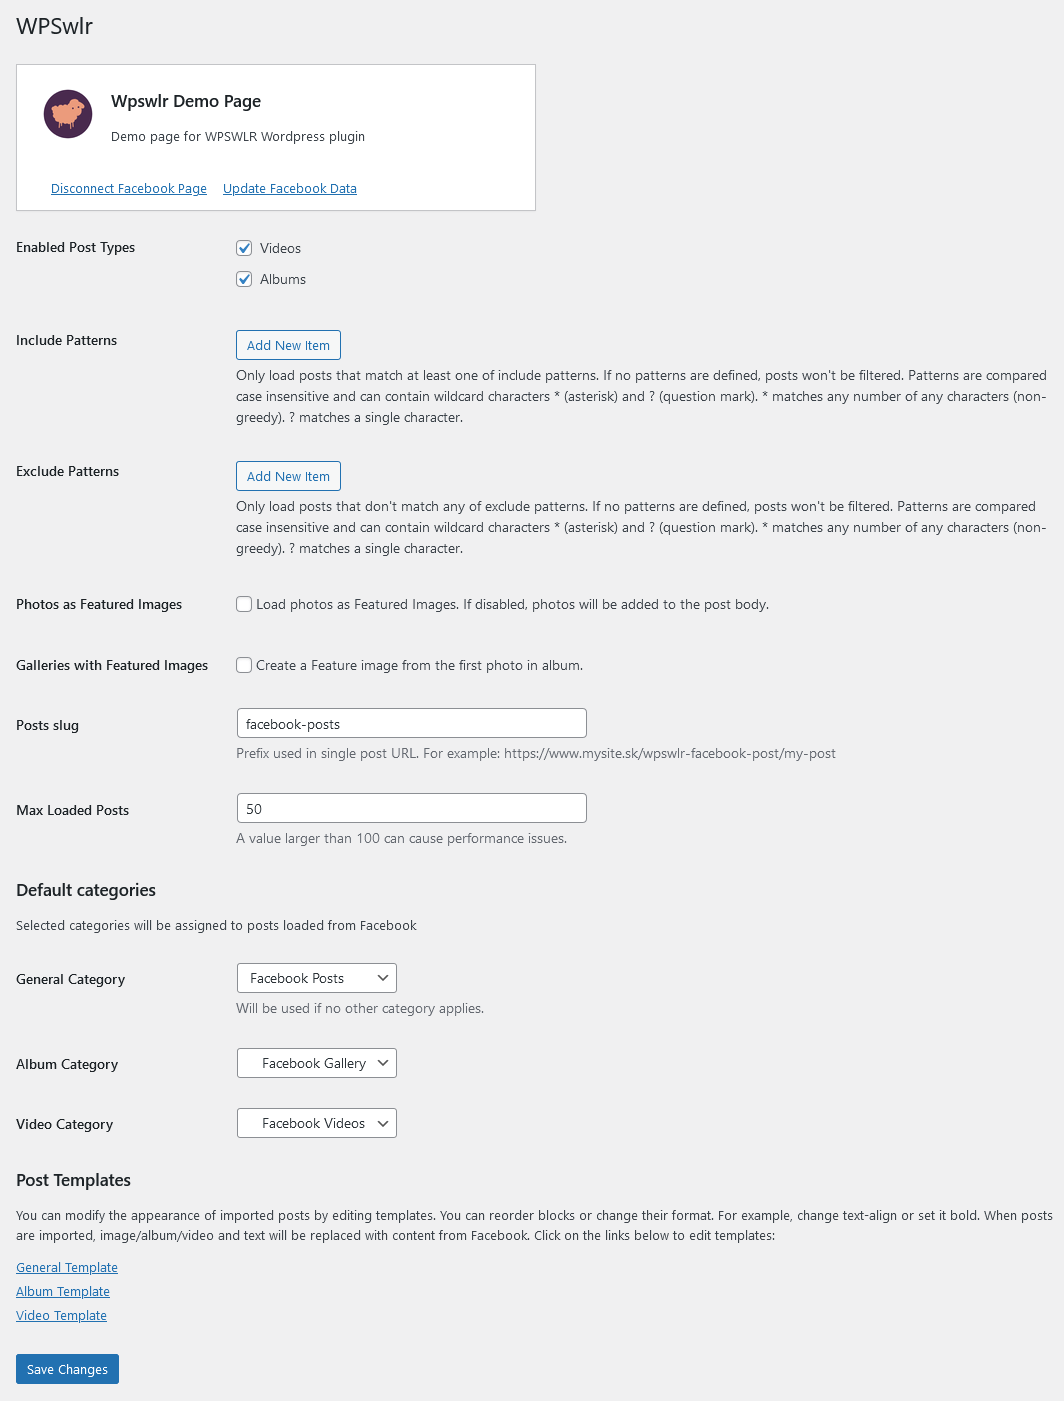 WPSwlr
Wpswlr Demo Page
Demo page for WPSWLR Wordpress plugin
Disconnect Facebook Page Update Facebook Data
Enabled Post Types
Videos
Albums
Include Patterns
Add New Item
Only load posts that match at least one of include patterns. If no patterns are defined, posts won't be filtered. Patterns are compared
case insensitive and can contain wildcard characters * (asterisk) and ? (question mark). * matches any number of any characters (non-
greedy). ? matches a single character.
Exclude Patterns
Add New Item
Only load posts that don't match any of exclude patterns. If no patterns are defined, posts won't be filtered. Patterns are compared
case insensitive and can contain wildcard characters * (asterisk) and ? (question mark). * matches any number of any characters (non-
greedy). ? matches a single character.
Photos as Featured Images
Load photos as Featured Images. If disabled, photos will be added to the post body.
Galleries with Featured Images
Create a Feature image from the first photo in album.
Posts slug
facebook-posts
Prefix used in single post URL. For example: https://www.mysite.sk/wpswlr-facebook-post/my-post
Max Loaded Posts
50
A value larger than 100 can cause performance issues.
Default categories
Selected categories will be assigned to posts loaded from Facebook
General Category
Facebook Posts
Will be used if no other category applies.
Album Category
Facebook Gallery
Video Category
Facebook Videos
Post Templates
You can modify the appearance of imported posts by editing templates. You can reorder blocks or change their format. For example, change text-align or set it bold. When posts
are imported, image/album/video and text will be replaced with content from Facebook. Click on the links below to edit templates:
General Template
Album Template
Video Template
Save Changes